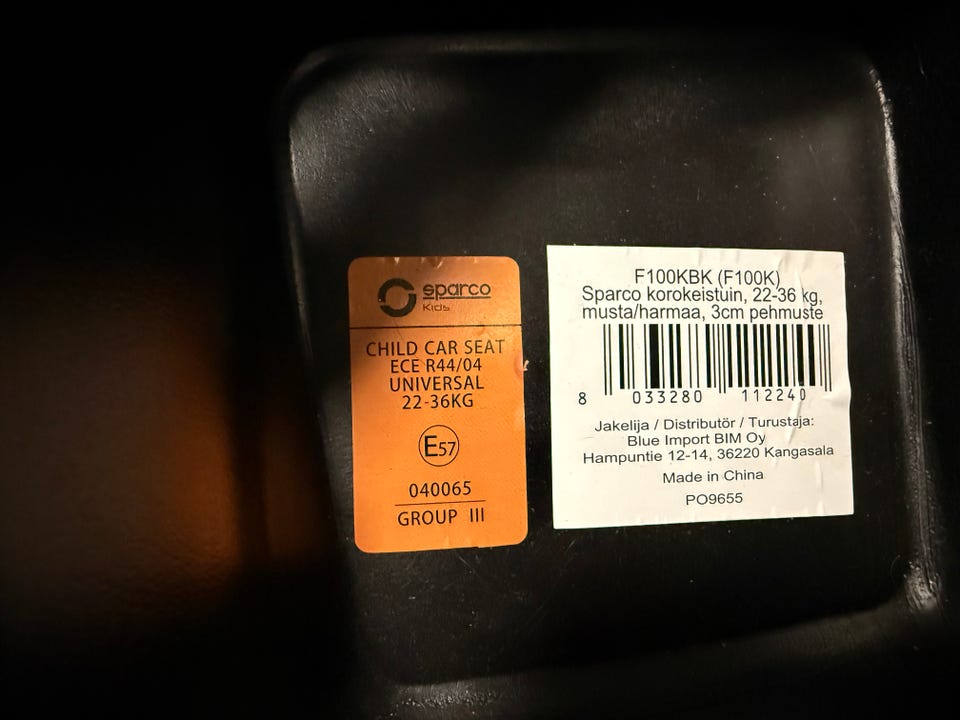 sparco
Kids
CHILD CAR SEAT
ECE R44/04
UNIVERSAL
22-36KG
E57
040065
GROUP III
F100KBK (F100K)
Sparco korokeistuin, 22-36 kg,
musta/harmaa, 3cm pehmuste
8 033280 112240
Jakelija / Distributör / Turustaja:
Blue Import BIM Oy
Hampuntie 12-14, 36220 Kangasala
Made in China
PO9655